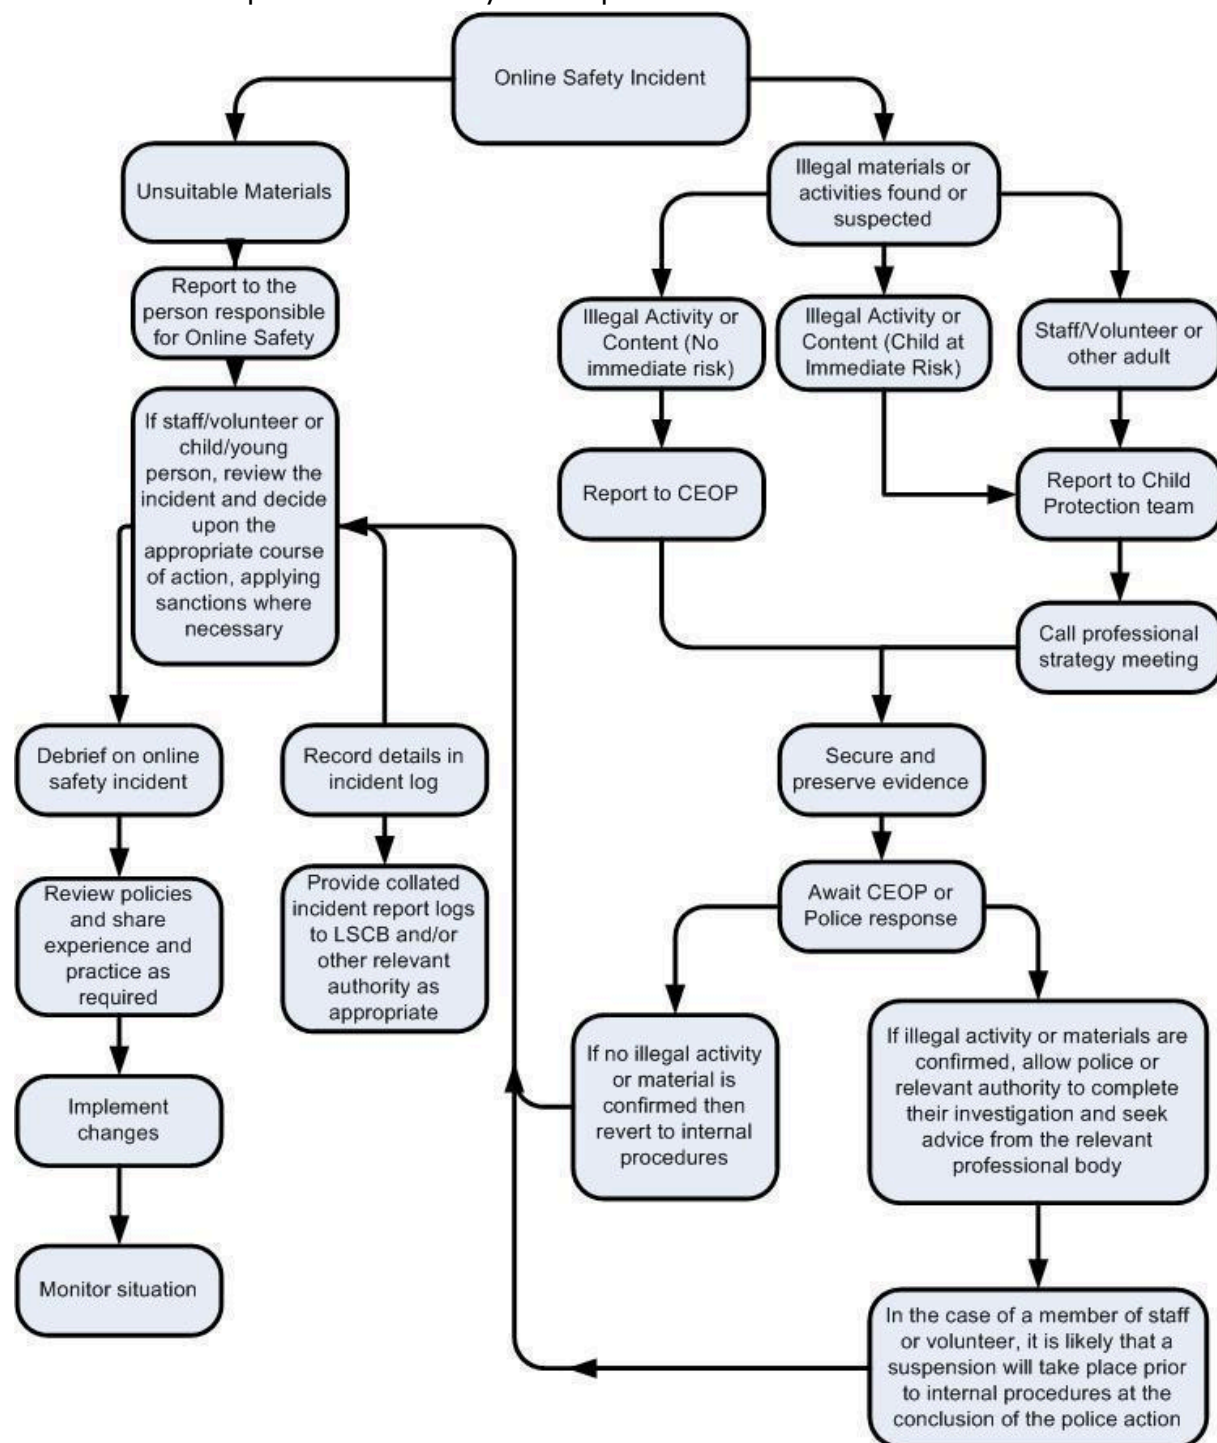 Online Safety Incident
Unsuitable Materials
Report to the
person responsible
for Online Safety
If staff/volunteer or
child/young
person, review the
incident and decide
upon the
appropriate course
of action, applying
sanctions where
necessary
Debrief on online
safety incident
Review policies
and share
experience and
practice as
required
Implement
changes
Monitor situation
Record details in
incident log
Provide collated
incident report logs
to LSCB and/or
other relevant
authority as
appropriate
Illegal materials or
activities found or
suspected
Illegal Activity or
Content (No
immediate risk)
Illegal Activity or
Content (Child at
Immediate Risk)
Staff/Volunteer or
other adult
Report to CEOP
Report to Child
Protection team
Call professional
strategy meeting
Secure and
preserve evidence
Await CEOP or
Police response
If no illegal activity
or material is
confirmed then
revert to internal
procedures
If illegal activity or materials are
confirmed, allow police or
relevant authority to complete
their investigation and seek
advice from the relevant
professional body
In the case of a member of staff
or volunteer, it is likely that a
suspension will take place prior
to internal procedures at the
conclusion of the police action